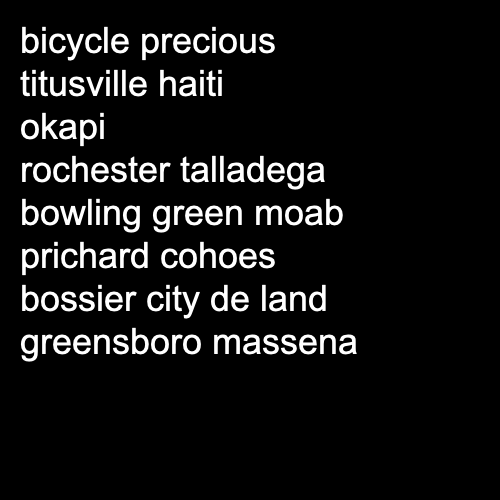 bicycle precious
titusville haiti
okapi
rochester talladega
bowling green moab
prichard cohoes
bossier city de land
greensboro massena